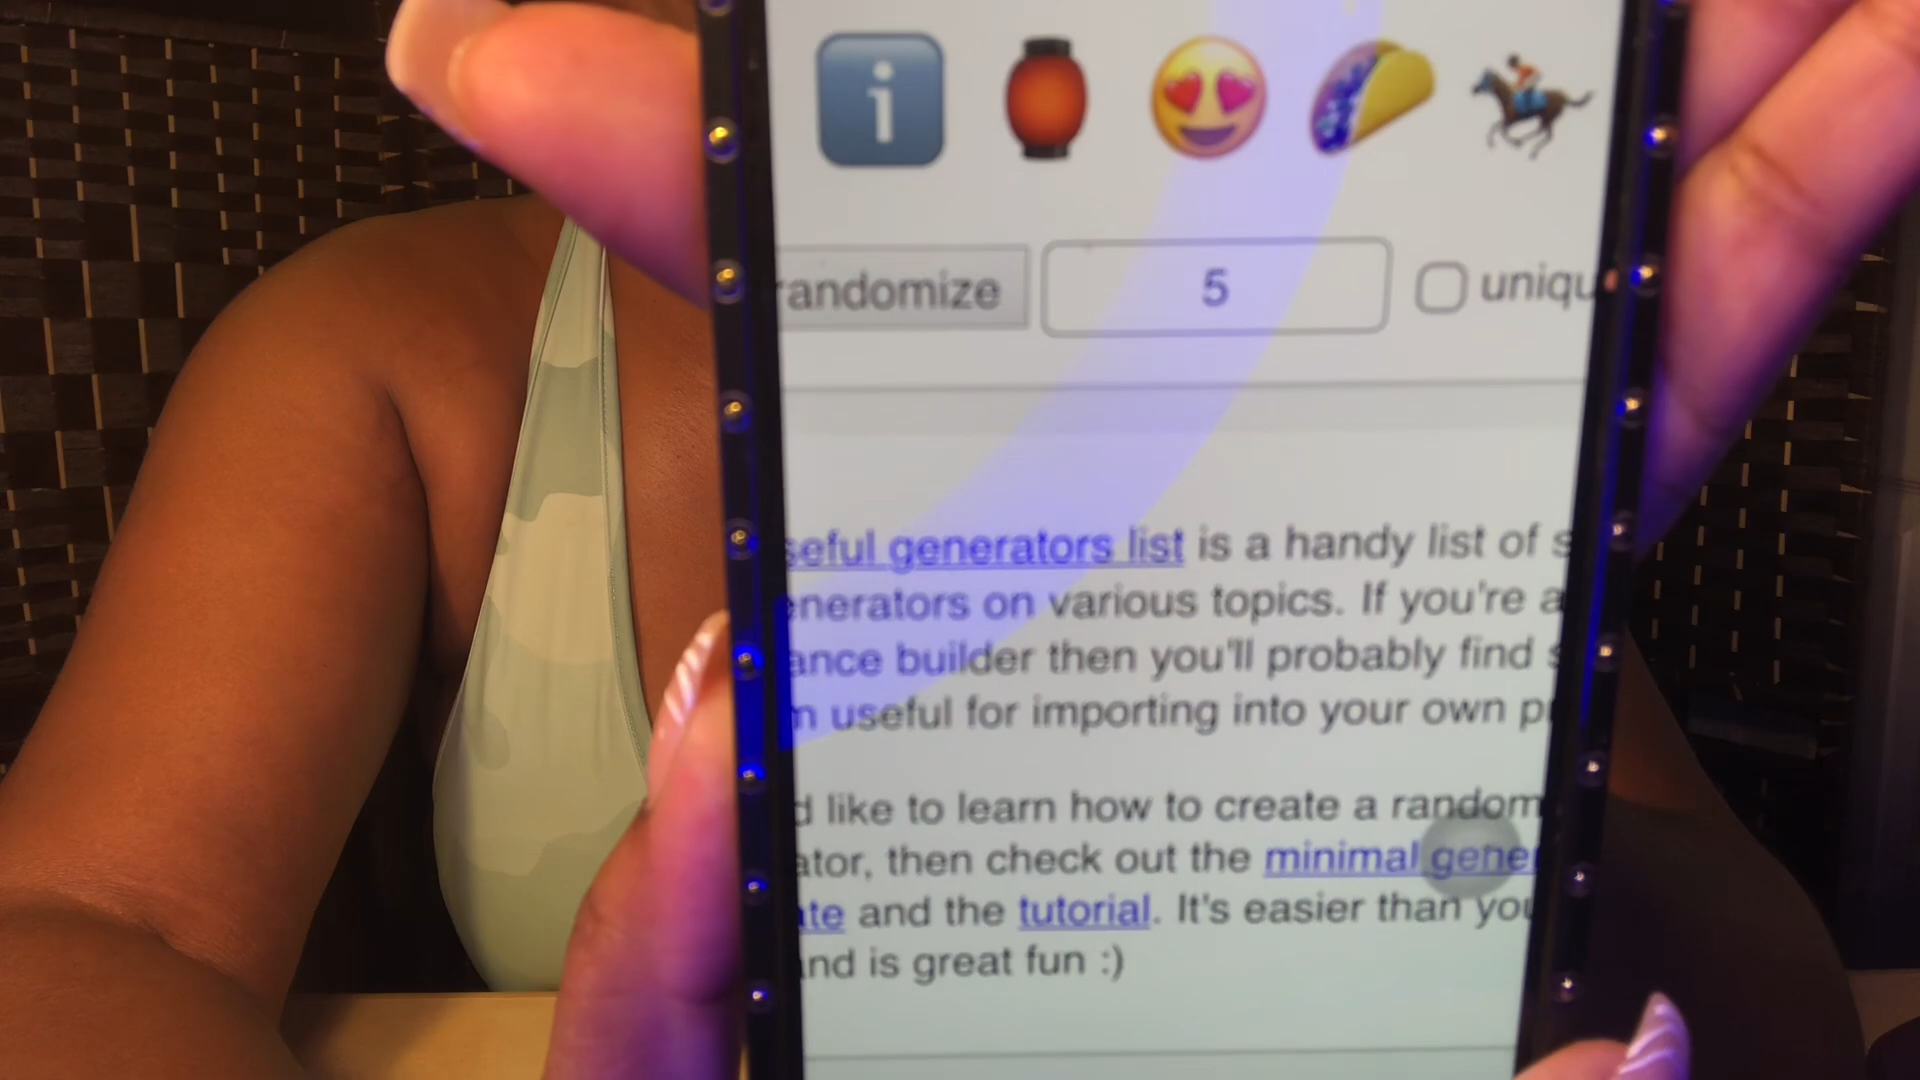 randomize 5 uniqu
seful generators list is a handy list of s
enerators on various topics. If you're a
ance builder then you'll probably find s
n useful for importing into your own p
d like to learn how to create a random
ator, then check out the minimal gener
ate and the tutorial. It's easier than you
and is great fun :)